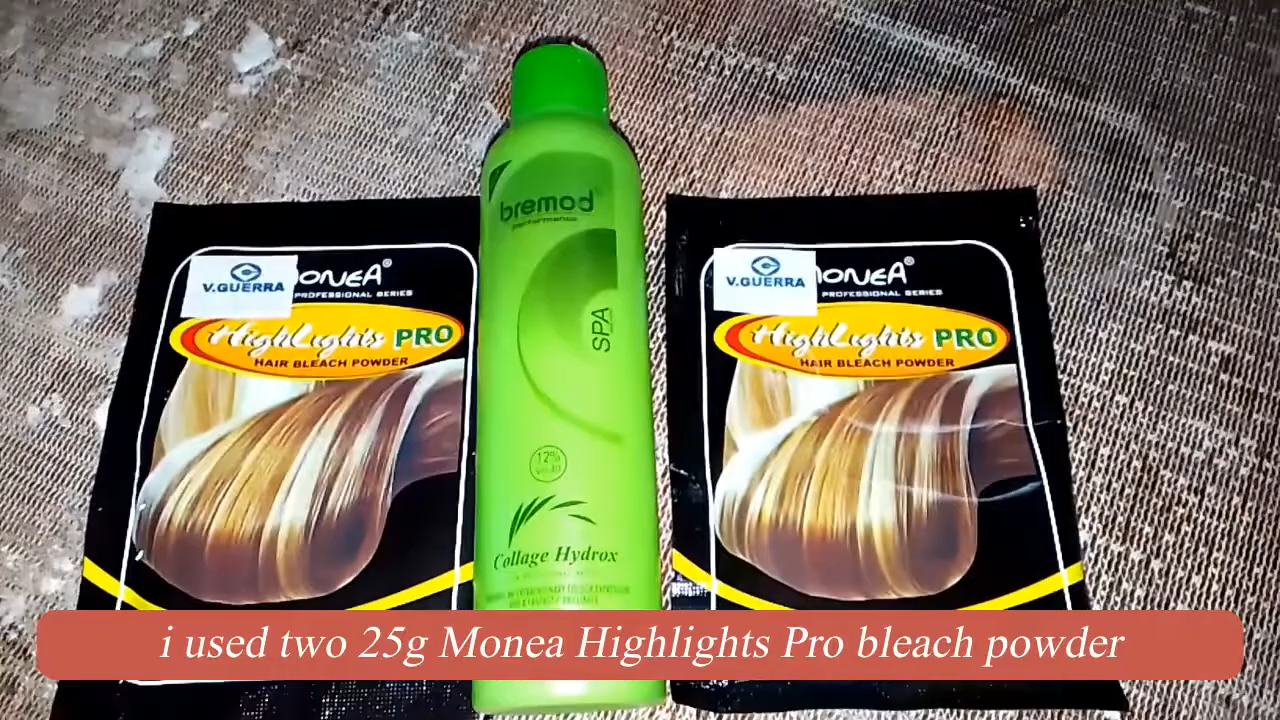 MONEA®
V.GUERRA
PROFESSIONAL SERIES
HighLights PRO
HAIR BLEACH POWDER
bremod
performance
SPA
12%
Collage Hydrox
MONEA®
V.GUERRA
PROFESSIONAL SERIES
HighLights PRO
HAIR BLEACH POWDER
i used two 25g Monea Highlights Pro bleach powder